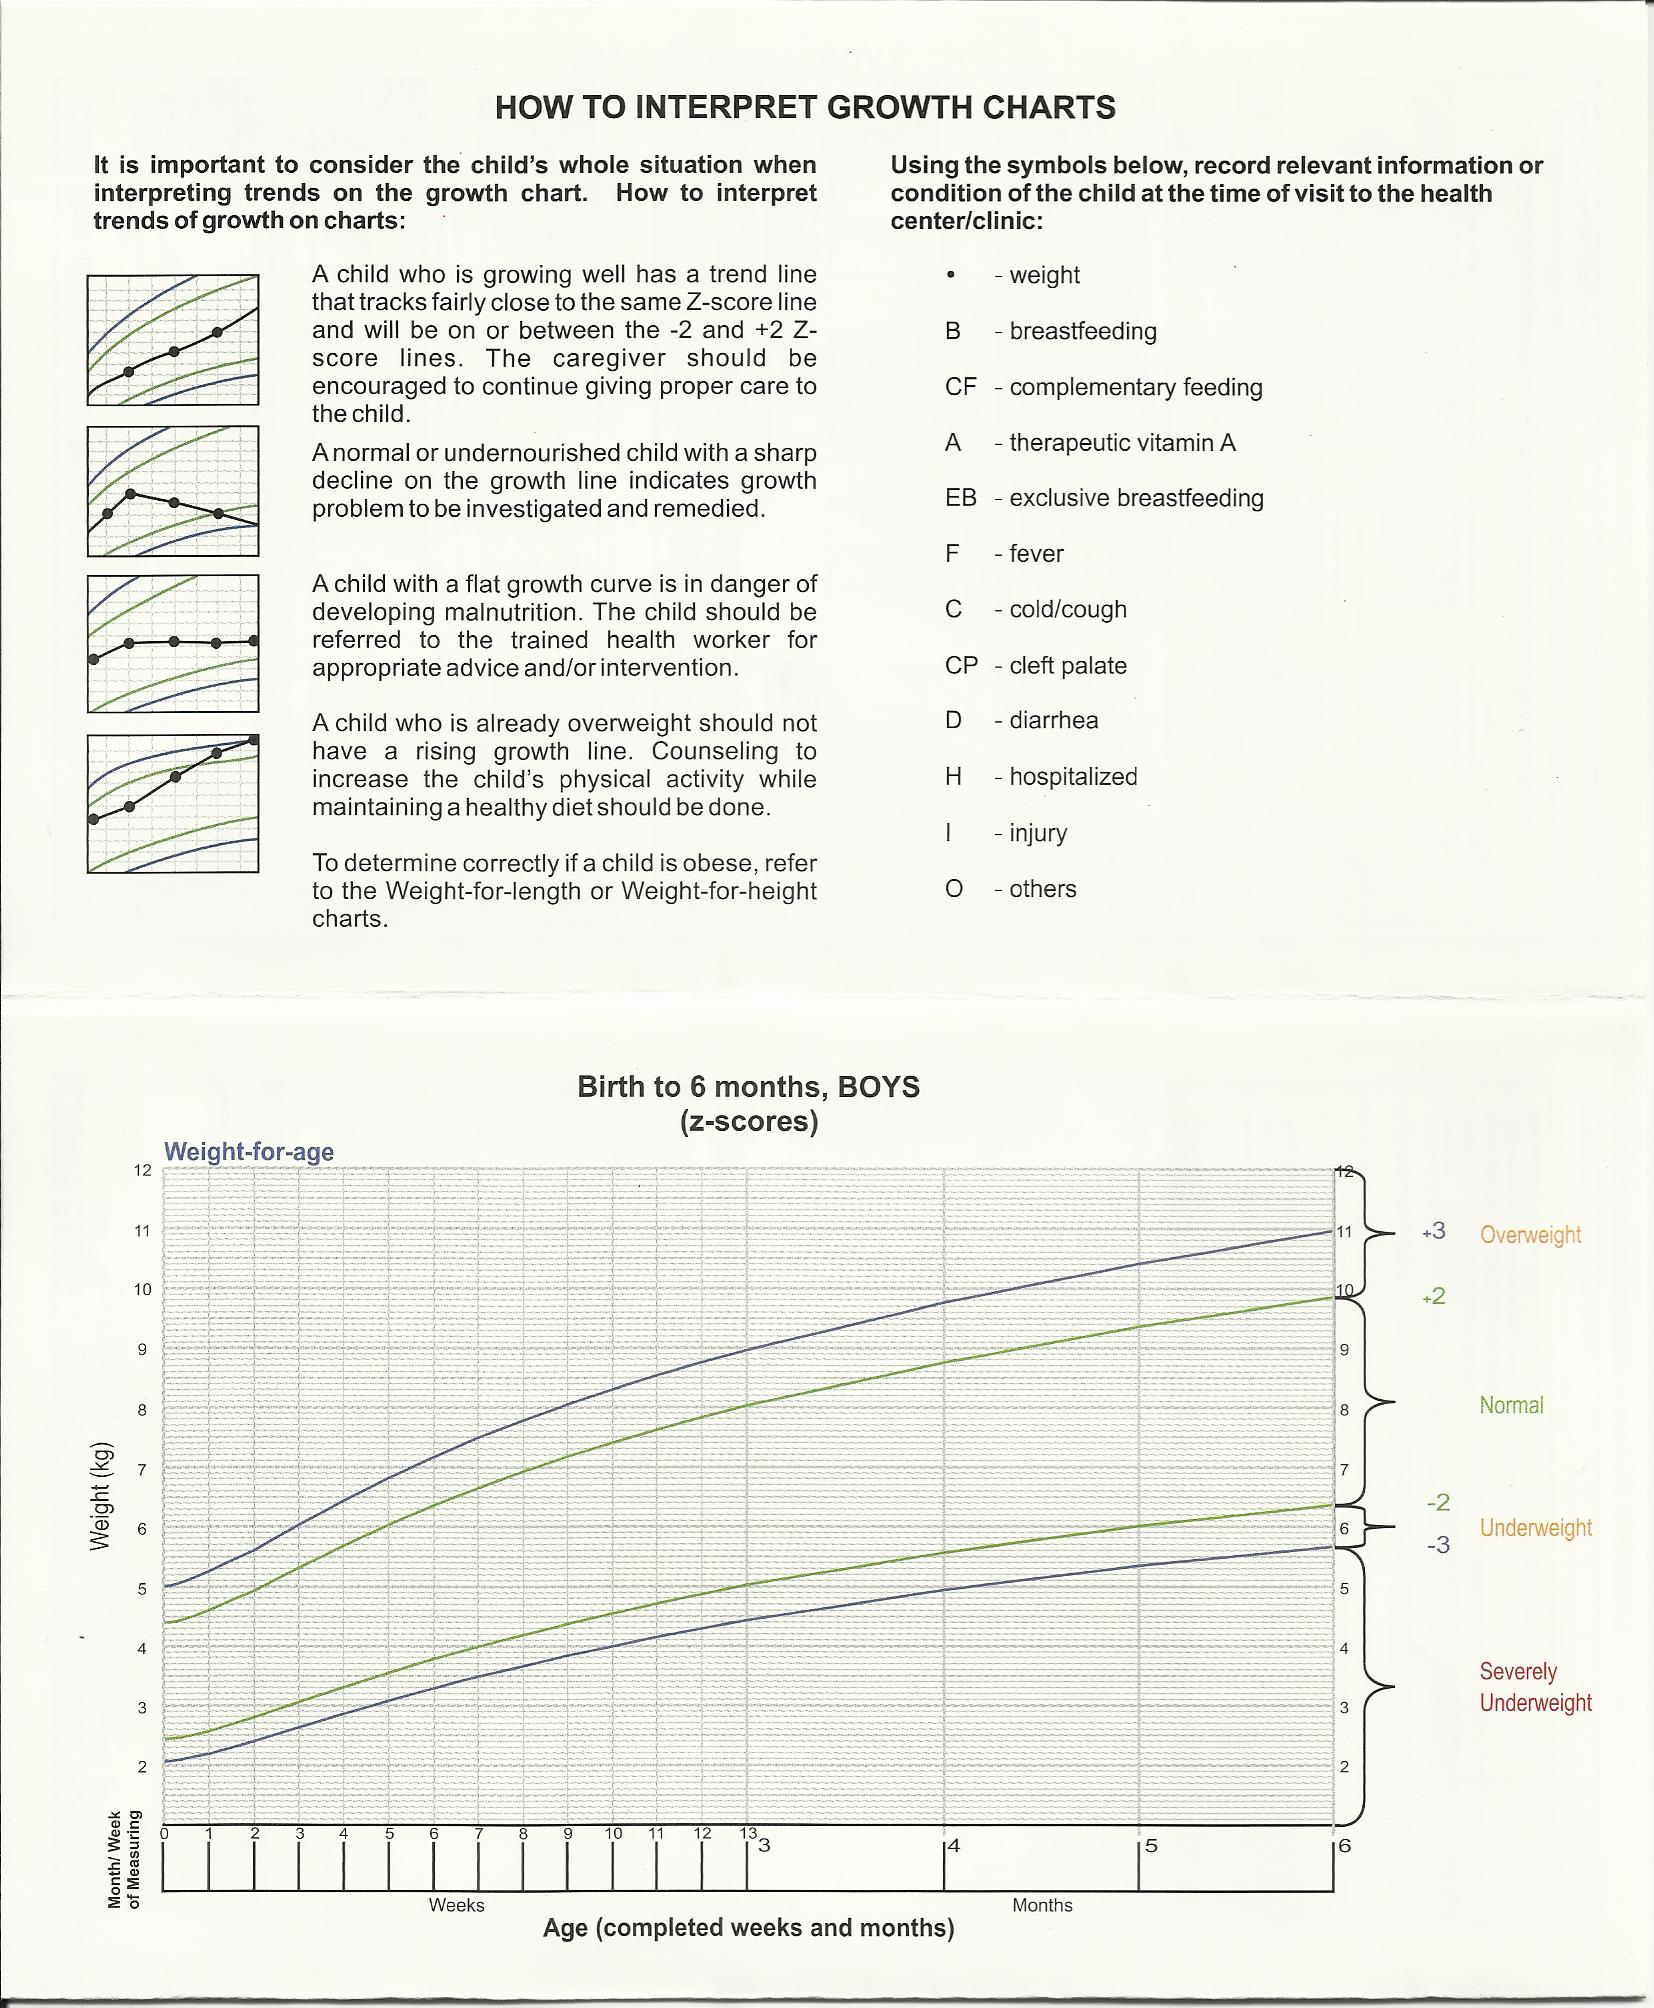 HOW TO INTERPRET GROWTH CHARTS
It is important to consider the child's whole situation when
interpreting trends on the growth chart. How to interpret
trends of growth on charts:
A child who is growing well has a trend line
that tracks fairly close to the same Z-score line
and will be on or between the -2 and +2 Z-
score lines. The caregiver should be
encouraged to continue giving proper care to
the child.
A normal or undernourished child with a sharp
decline on the growth line indicates growth
problem to be investigated and remedied.
A child with a flat growth curve is in danger of
developing malnutrition. The child should be
referred to the trained health worker for
appropriate advice and/or intervention.
A child who is already overweight should not
have a rising growth line. Counseling to
increase the child's physical activity while
maintaining a healthy diet should be done.
To determine correctly if a child is obese, refer
to the Weight-for-length or Weight-for-height
charts.
Using the symbols below, record relevant information or
condition of the child at the time of visit to the health
center/clinic:
• - weight
B - breastfeeding
CF - complementary feeding
A - therapeutic vitamin A
EB - exclusive breastfeeding
F - fever
C - cold/cough
CP - cleft palate
D - diarrhea
H - hospitalized
I - injury
O - others
Birth to 6 months, BOYS
(z-scores)
Weight-for-age
12 12
11 11 +3 Overweight
10 10 +2
9 9
8 8 Normal
7 7
-2
6 6 Underweight
-3
5 5
4 4
Severely
Underweight
3 3
2 2
Weight (kg)
Month/ Week
of Measuring
0 1 2 3 4 5 6 7 8 9 10 11 12 13
3 4 5 6
Weeks Months
Age (completed weeks and months)